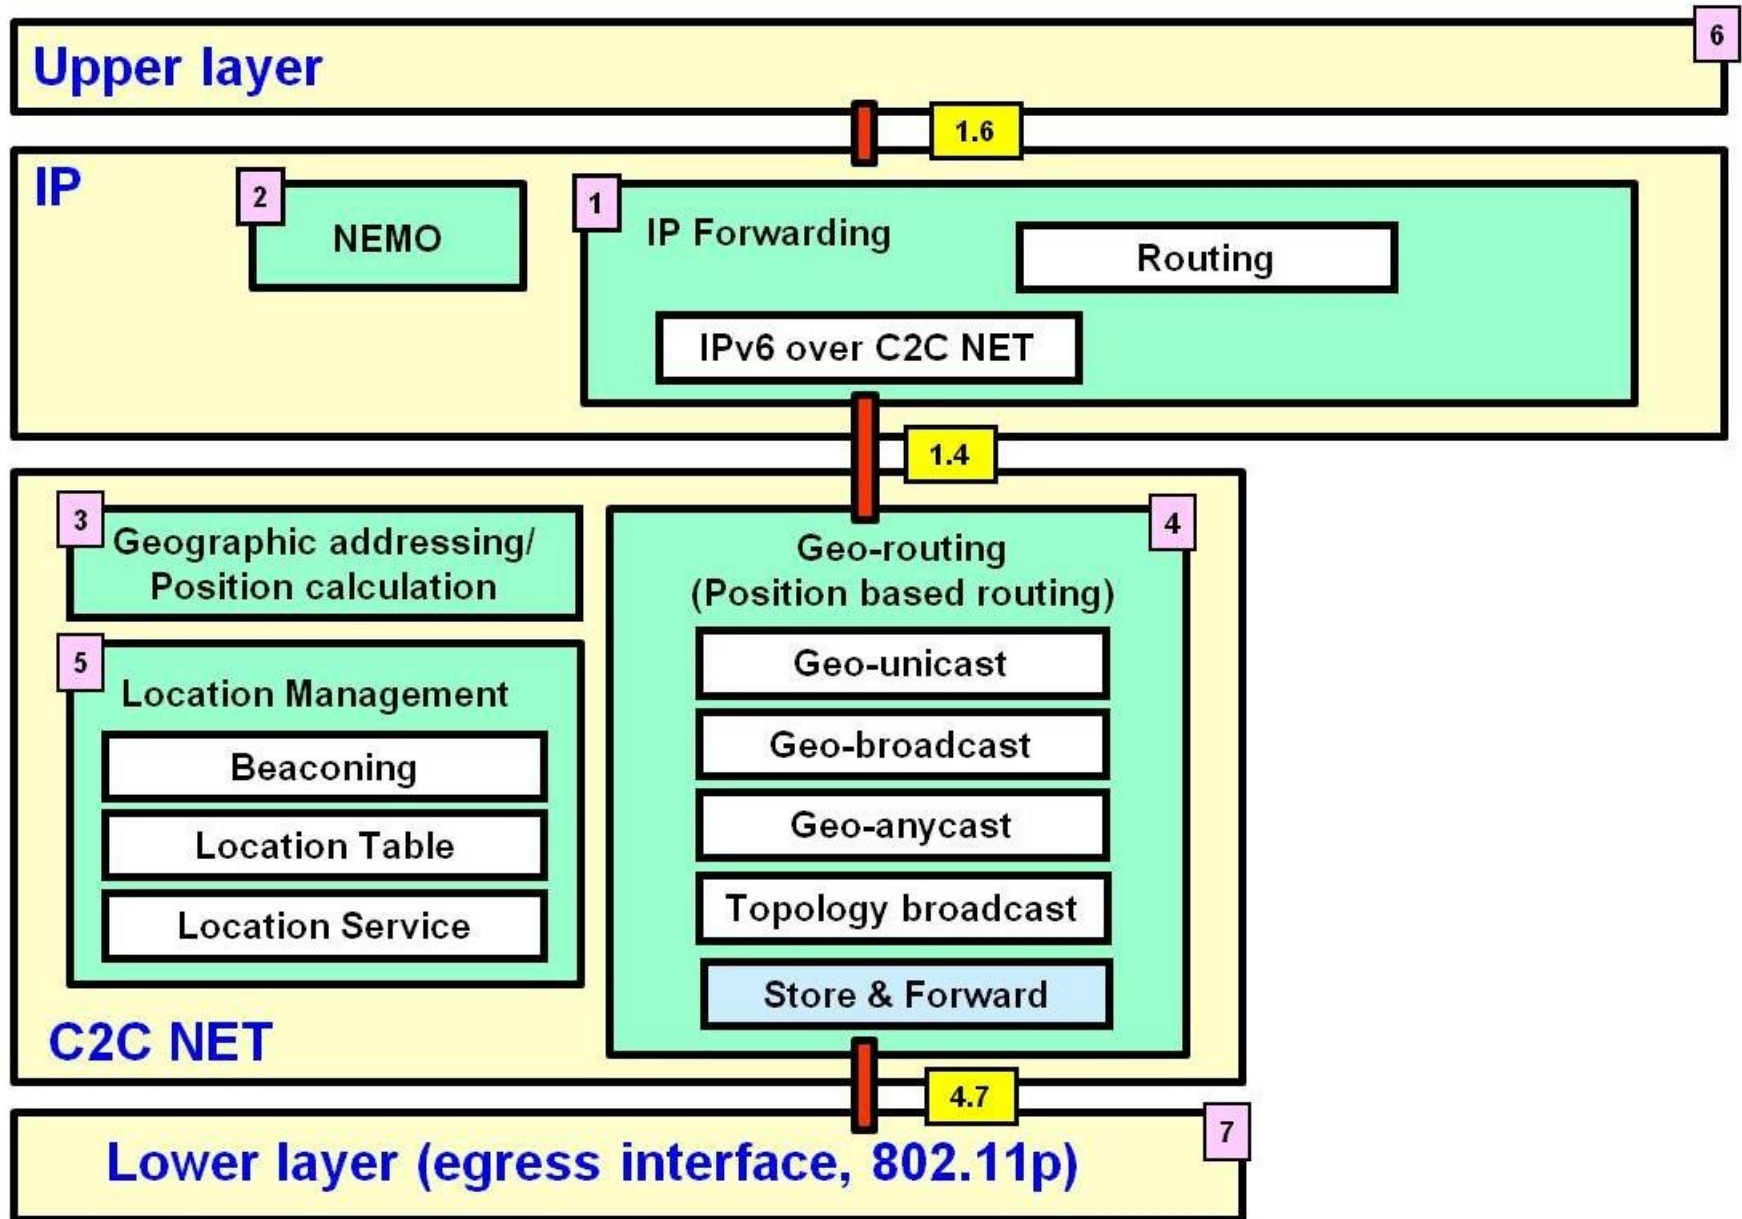 Upper layer
6
1.6
IP
2
NEMO
1
IP Forwarding
Routing
IPv6 over C2C NET
1.4
3
Geographic addressing/
Position calculation
5
Location Management
Beaconing
Location Table
Location Service
C2C NET
4
Geo-routing
(Position based routing)
Geo-unicast
Geo-broadcast
Geo-anycast
Topology broadcast
Store & Forward
4.7
7
Lower layer (egress interface, 802.11p)